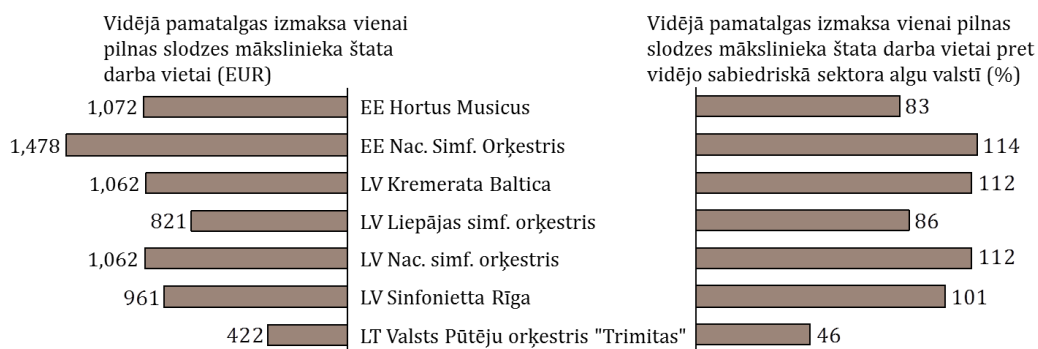 Vidējā pamatalgas izmaksa vienai
pilnas slodzes mākslinieka štata
darba vietai (EUR)
Vidējā pamatalgas izmaksa vienai pilnas
slodzes mākslinieka štata darba vietai pret
vidējo sabiedriskā sektora algu valstī (%)
1,072 EE Hortus Musicus 83
1,478 EE Nac. Simf. Orķestris 114
1,062 LV Kremerata Baltica 112
821 LV Liepājas simf. orķestris 86
1,062 LV Nac. simf. orķestris 112
961 LV Sinfonietta Rīga 101
422 LT Valsts Pūtēju orķestris "Trimitas" 46